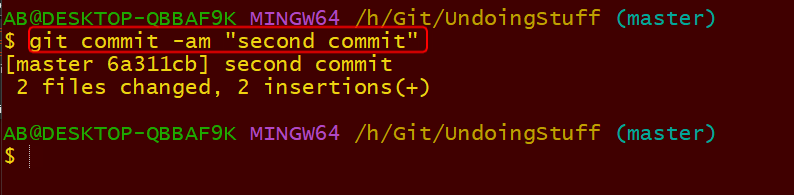 AB@DESKTOP-QBBAF9K MINGW64 /h/Git/UndoingStuff (master)
$ git commit -am "second commit"
[master 6a311cb] second commit
 2 files changed, 2 insertions(+)
AB@DESKTOP-QBBAF9K MINGW64 /h/Git/UndoingStuff (master)
$